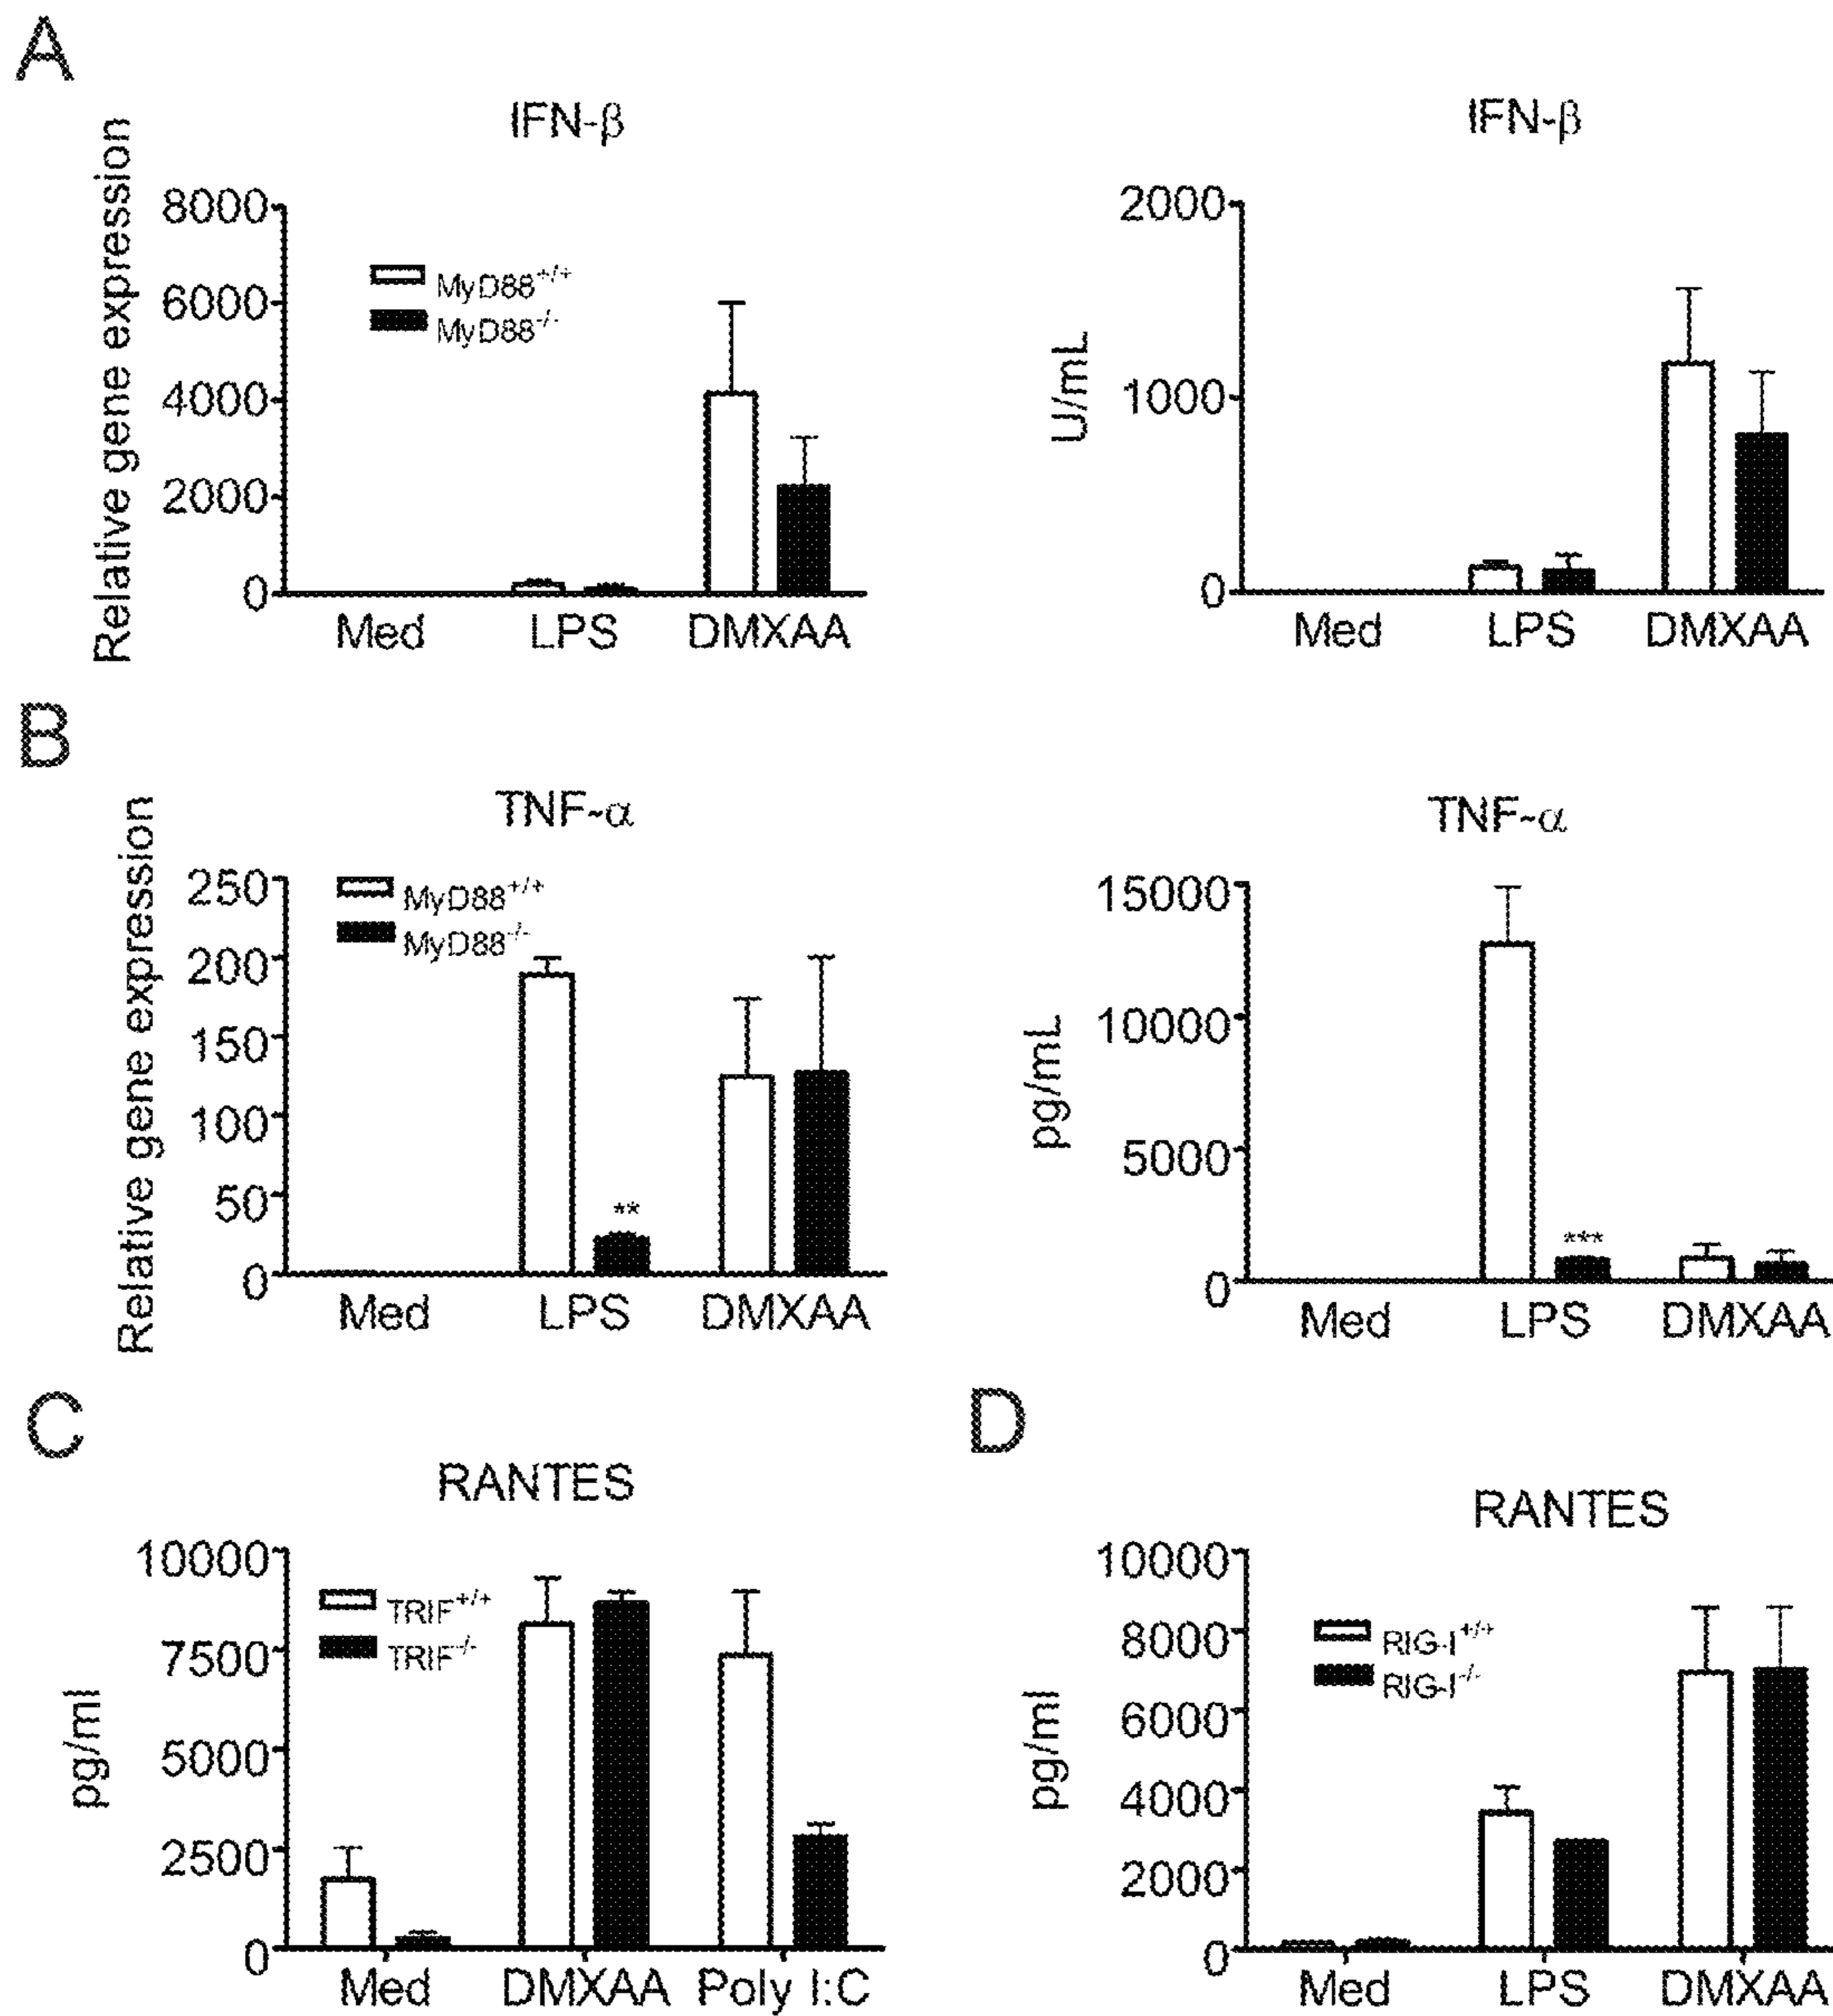 A
IFN-β
Relative gene expression
8000
6000
4000
2000
0
MyD88+/+
MyD88-/-
Med LPS DMXAA
IFN-β
U/mL
2000
1000
0
Med LPS DMXAA
B
TNF-α
Relative gene expression
250
200
150
100
50
0
MyD88+/+
MyD88-/-
**
Med LPS DMXAA
TNF-α
pg/mL
15000
10000
5000
0
***
Med LPS DMXAA
C
RANTES
pg/ml
10000
7500
5000
2500
0
TRIF+/+
TRIF-/-
Med DMXAA Poly I:C
D
RANTES
pg/ml
10000
8000
6000
4000
2000
0
RIG-I+/+
RIG-I-/-
Med LPS DMXAA